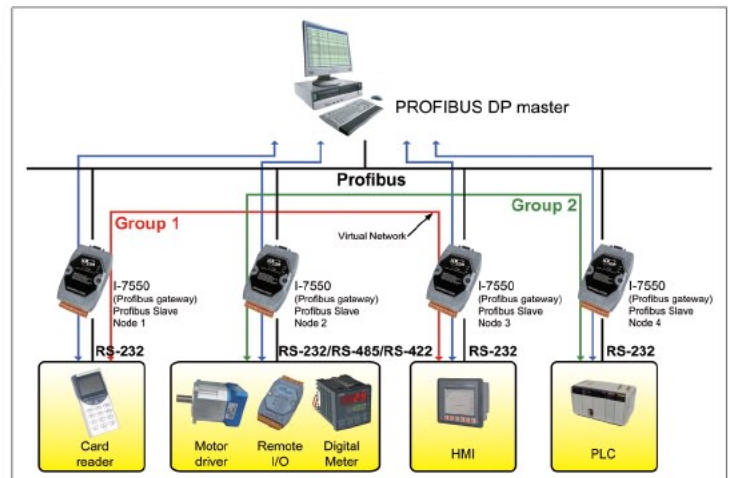 PROFIBUS DP master
Profibus
Group 1
Group 2
Virtual Network
I-7550
(Profibus gateway)
Profibus Slave
Node 1
I-7550
(Profibus gateway)
Profibus Slave
Node 2
I-7550
(Profibus gateway)
Profibus Slave
Node 3
I-7550
(Profibus gateway)
Profibus Slave
Node 4
RS-232
RS-232/RS-485/RS-422
RS-232
RS-232
Card
reader
Motor
driver
Remote
I/O
Digital
Meter
HMI
PLC